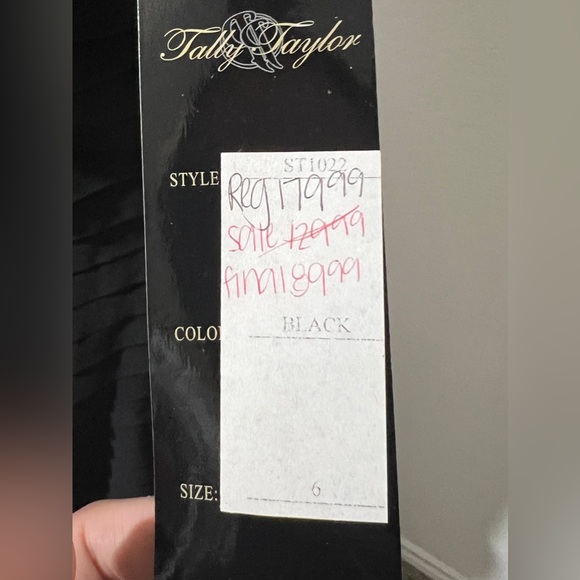 Tally Taylor
STYLE ST1022
Reg 179.99
sale 129.99
final 89.99
COLO BLACK
SIZE: 6